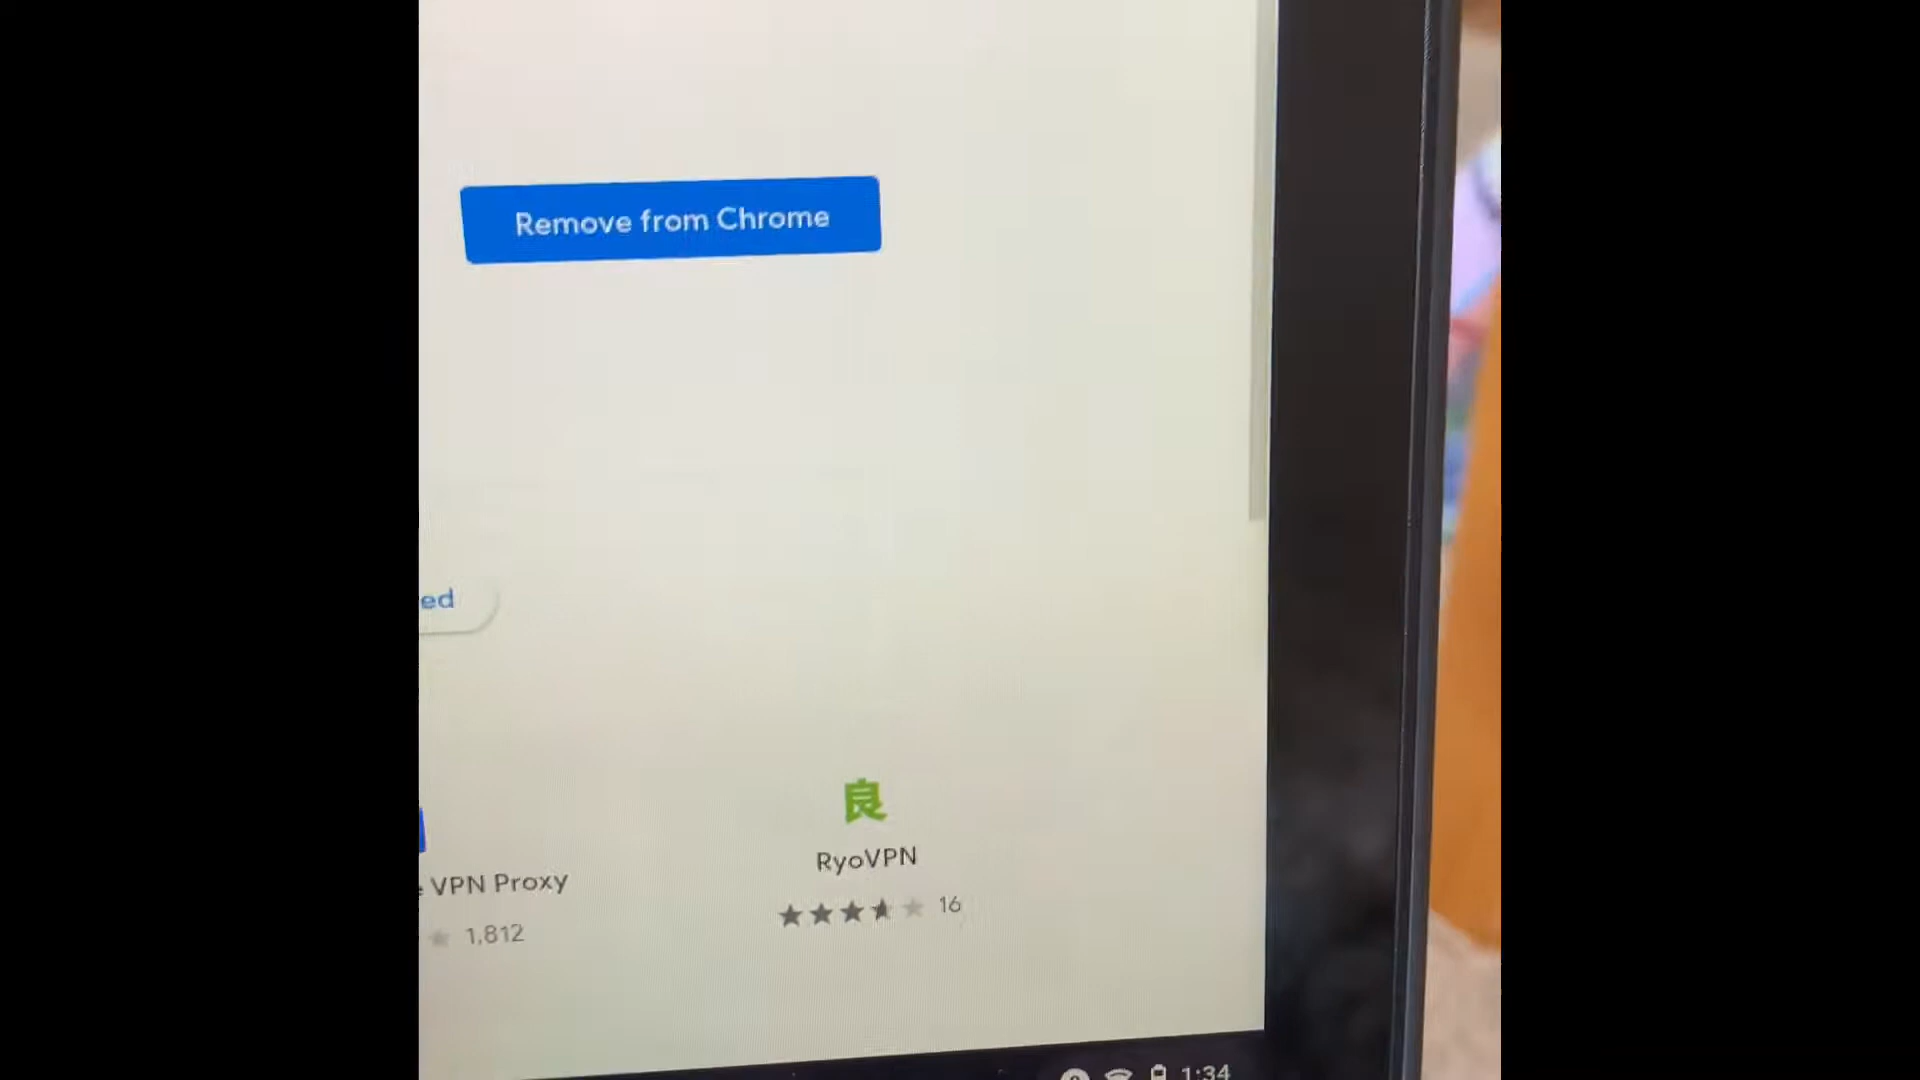 Remove from Chrome
ed
良
RyoVPN
VPN Proxy
16
1,812
1:34